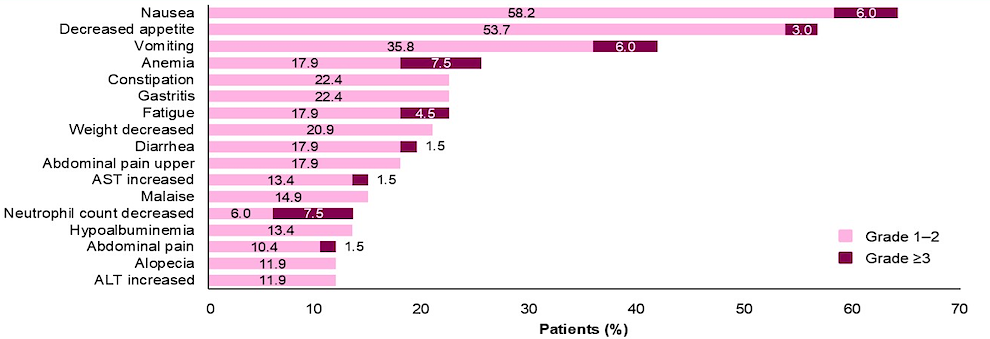 Nausea 58.2 6.0
Decreased appetite 53.7 3.0
Vomiting 35.8 6.0
Anemia 17.9 7.5
Constipation 22.4
Gastritis 22.4
Fatigue 17.9 4.5
Weight decreased 20.9
Diarrhea 17.9 1.5
Abdominal pain upper 17.9
AST increased 13.4 1.5
Malaise 14.9
Neutrophil count decreased 6.0 7.5
Hypoalbuminemia 13.4
Abdominal pain 10.4 1.5
Alopecia 11.9
ALT increased 11.9
Grade 1–2
Grade ≥3
0 10 20 30 40 50 60 70
Patients (%)